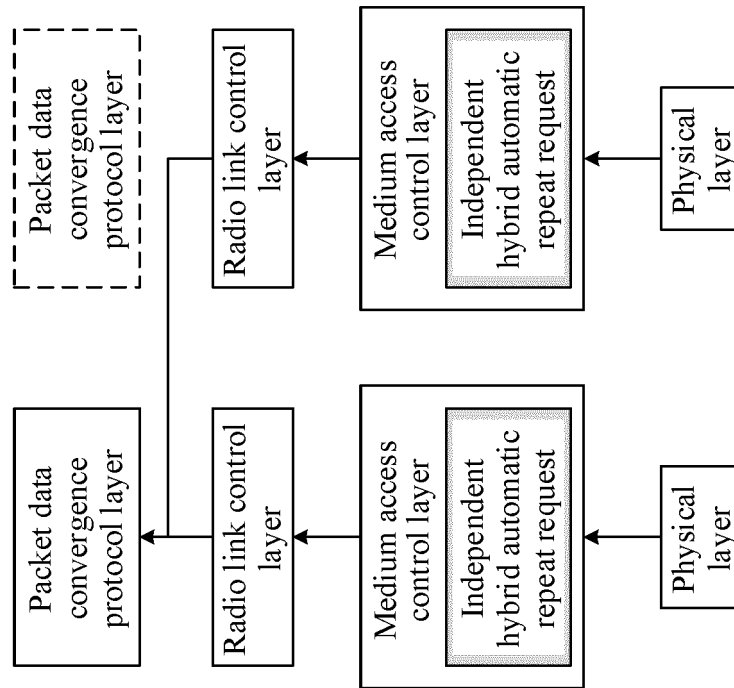 Packet data
convergence
protocol layer
Radio link control
layer
Medium access
control layer
Independent
hybrid automatic
repeat request
Physical
layer
Packet data
convergence
protocol layer
Radio link control
layer
Medium access
control layer
Independent
hybrid automatic
repeat request
Physical
layer